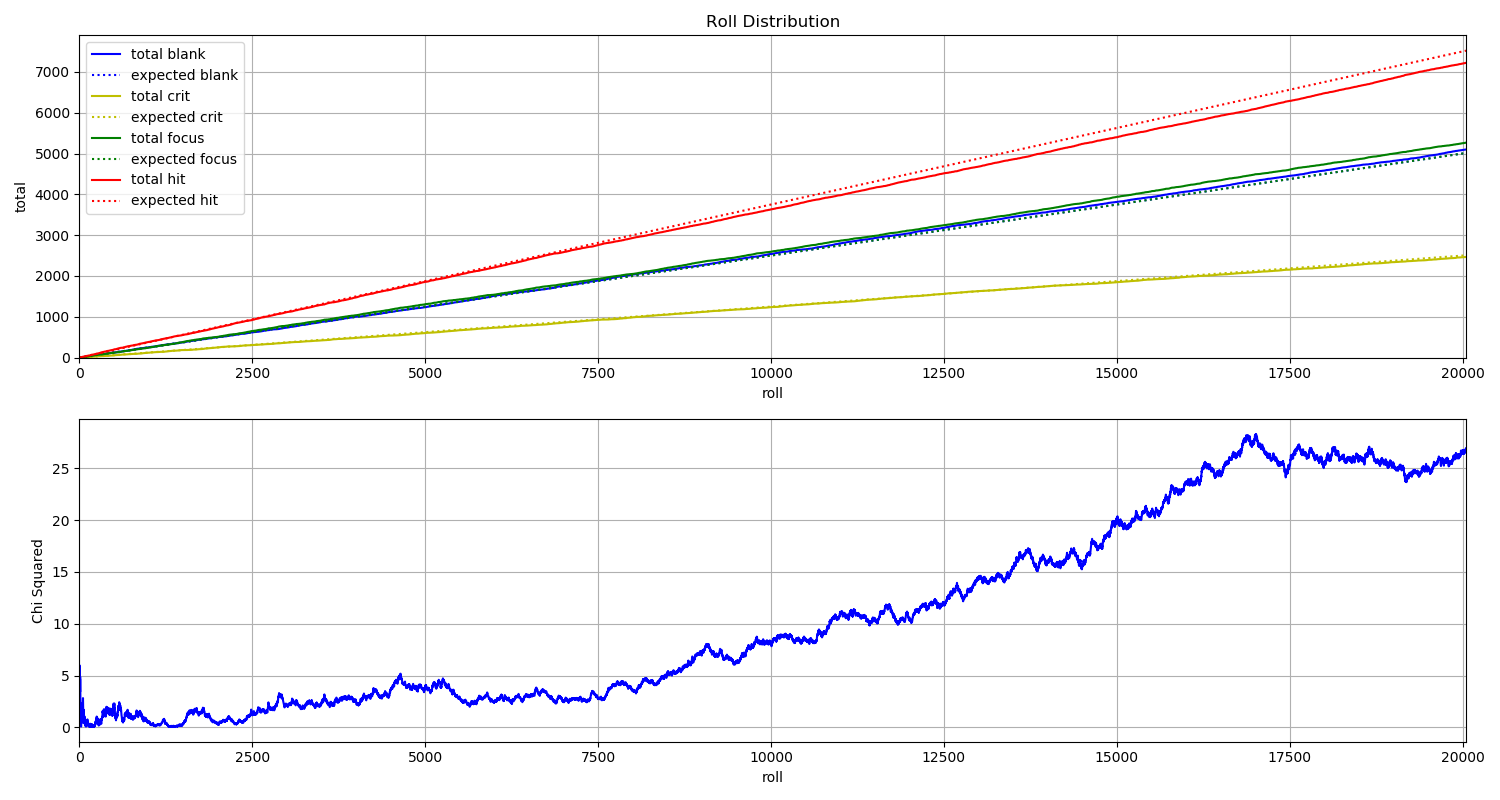 Roll Distribution
total blank
expected blank
total crit
expected crit
total focus
expected focus
total hit
expected hit
total
7000
6000
5000
4000
3000
2000
1000
0
0 2500 5000 7500 10000 12500 15000 17500 20000
roll
Chi Squared
25
20
15
10
5
0
0 2500 5000 7500 10000 12500 15000 17500 20000
roll